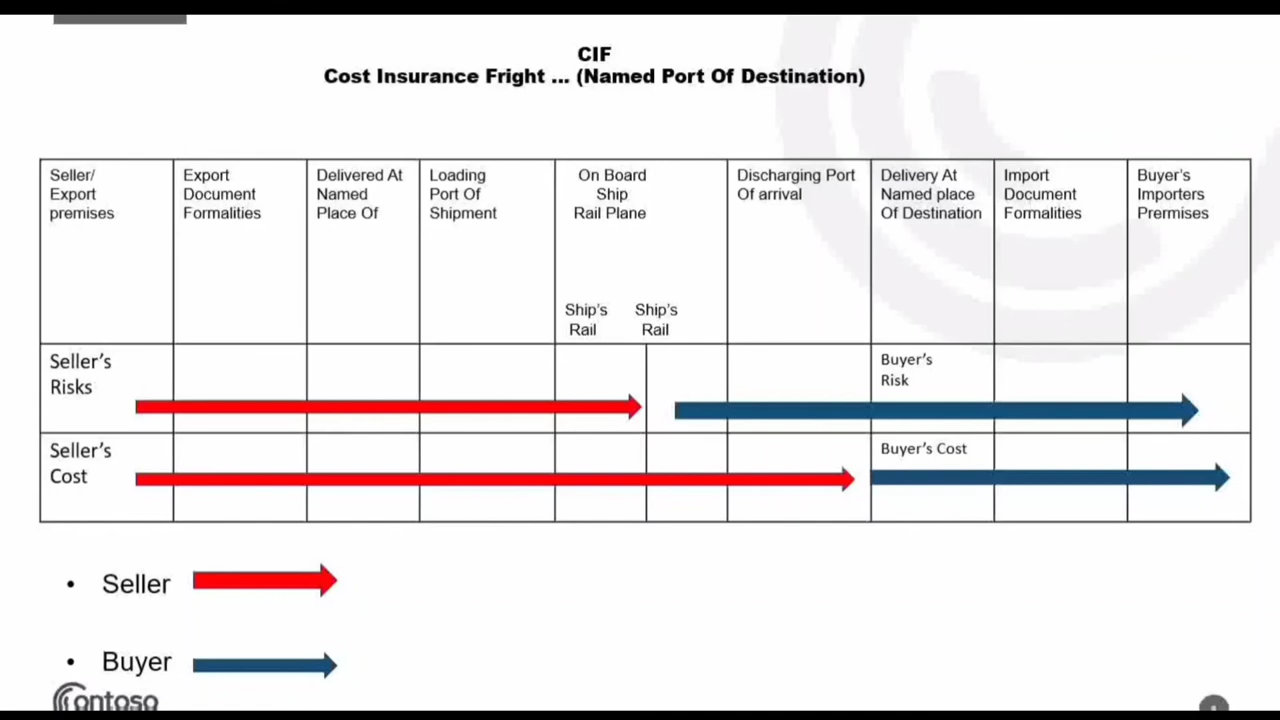 CIF
Cost Insurance Fright ... (Named Port Of Destination)
Seller/
Export
premises
Export
Document
Formalities
Delivered At
Named
Place Of
Loading
Port Of
Shipment
On Board
Ship
Rail Plane
Ship's
Rail
Ship's
Rail
Discharging Port
Of arrival
Delivery At
Named place
Of Destination
Import
Document
Formalities
Buyer's
Importers
Premises
Seller's
Risks
Buyer's
Risk
Seller's
Cost
Buyer's Cost
• Seller
• Buyer
Contoso